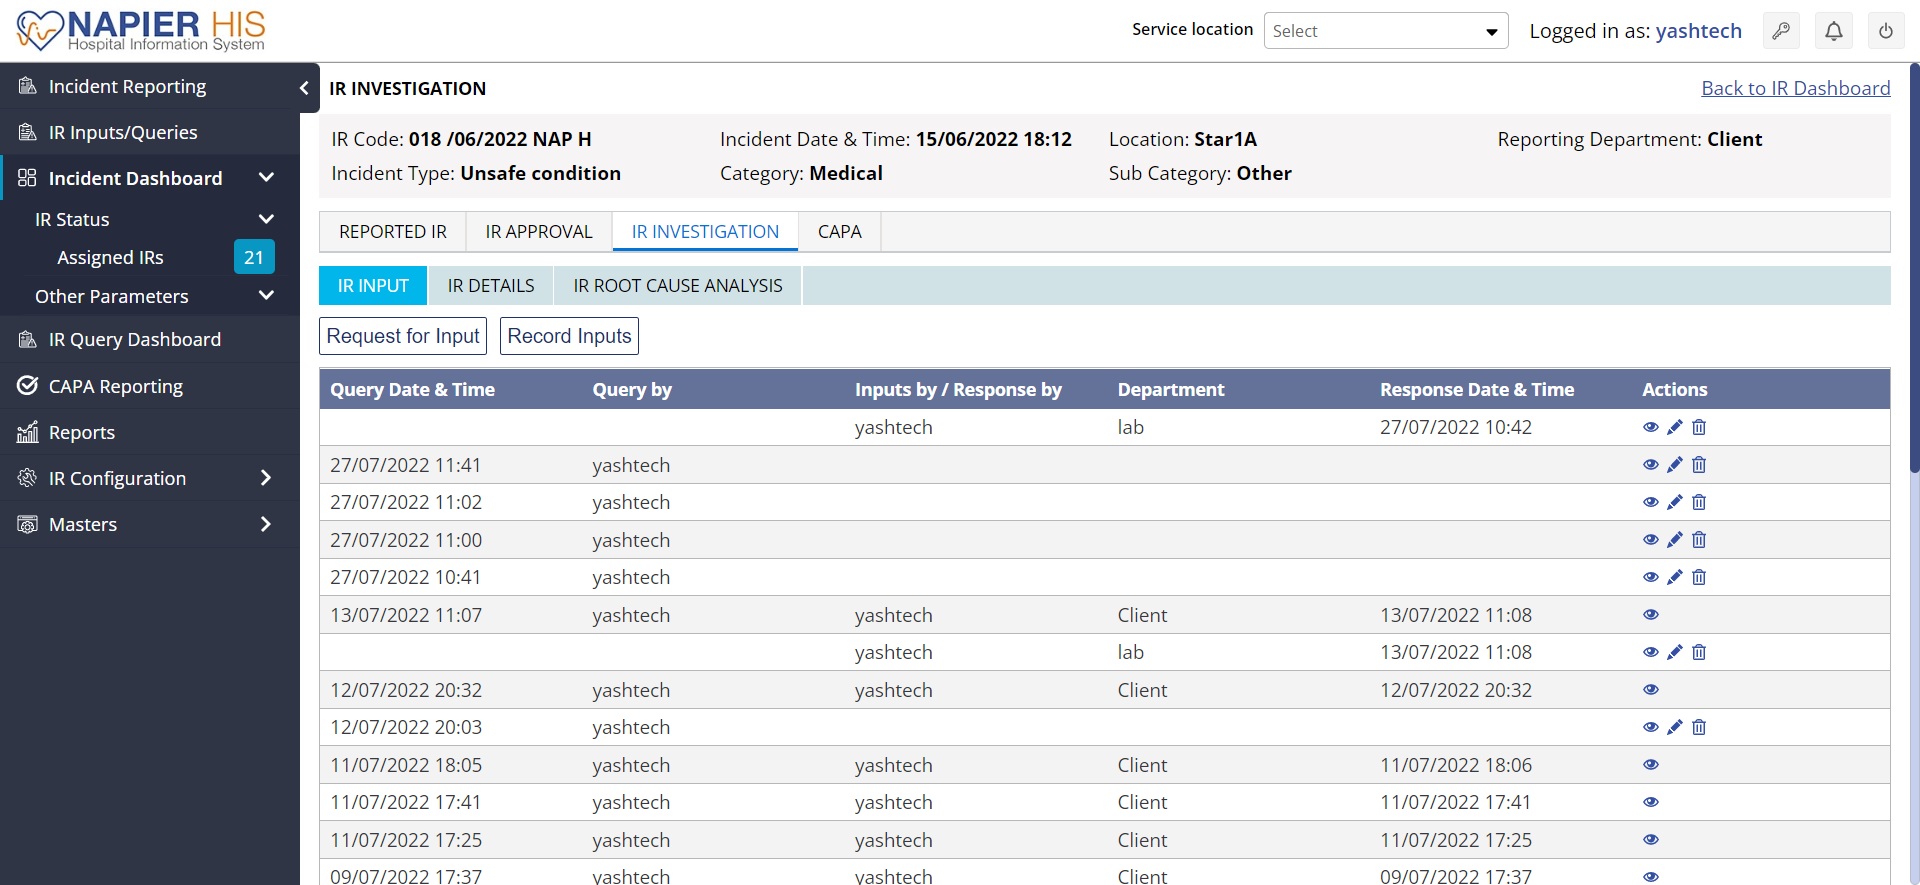 NAPIER HIS
Hospital Information System
Service location Select Logged in as: yashtech
Incident Reporting
IR Inputs/Queries
Incident Dashboard
IR Status
Assigned IRs 21
Other Parameters
IR Query Dashboard
CAPA Reporting
Reports
IR Configuration
Masters
IR INVESTIGATION Back to IR Dashboard
IR Code: 018 /06/2022 NAP H Incident Date & Time: 15/06/2022 18:12 Location: Star1A Reporting Department: Client
Incident Type: Unsafe condition Category: Medical Sub Category: Other
REPORTED IR IR APPROVAL IR INVESTIGATION CAPA
IR INPUT IR DETAILS IR ROOT CAUSE ANALYSIS
Request for Input Record Inputs
Query Date & Time Query by Inputs by / Response by Department Response Date & Time Actions
yashtech lab 27/07/2022 10:42
27/07/2022 11:41 yashtech
27/07/2022 11:02 yashtech
27/07/2022 11:00 yashtech
27/07/2022 10:41 yashtech
13/07/2022 11:07 yashtech yashtech Client 13/07/2022 11:08
yashtech lab 13/07/2022 11:08
12/07/2022 20:32 yashtech yashtech Client 12/07/2022 20:32
12/07/2022 20:03 yashtech
11/07/2022 18:05 yashtech yashtech Client 11/07/2022 18:06
11/07/2022 17:41 yashtech yashtech Client 11/07/2022 17:41
11/07/2022 17:25 yashtech yashtech Client 11/07/2022 17:25
09/07/2022 17:37 yashtech yashtech Client 09/07/2022 17:37